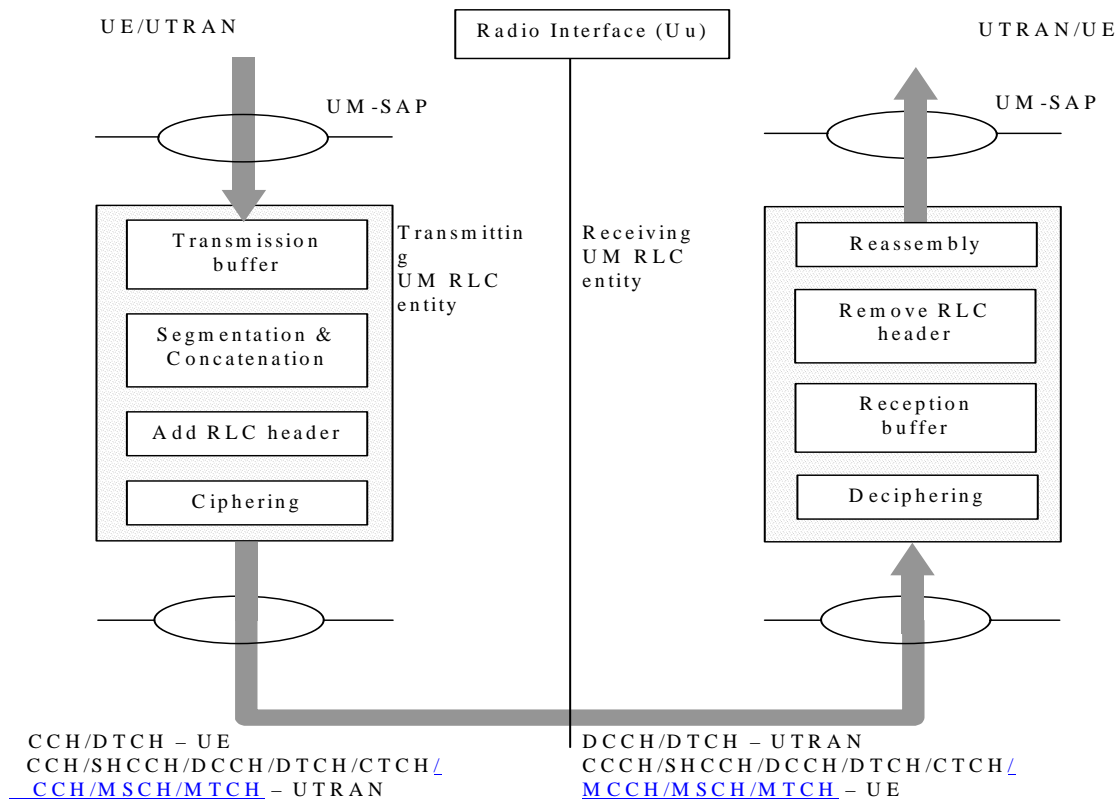 UE/UTRAN
Radio Interface (Uu)
UTRAN/UE
UM-SAP
UM-SAP
Transmission
buffer
Segmentation &
Concatenation
Add RLC header
Ciphering
Transmittin
g
UM RLC
entity
Receiving
UM RLC
entity
Reassembly
Remove RLC
header
Reception
buffer
Deciphering
CCH/DTCH – UE
CCH/SHCCH/DCCH/DTCH/CTCH/
CCH/MSCH/MTCH – UTRAN
DCCH/DTCH – UTRAN
CCCH/SHCCH/DCCH/DTCH/CTCH/
MCCH/MSCH/MTCH – UE